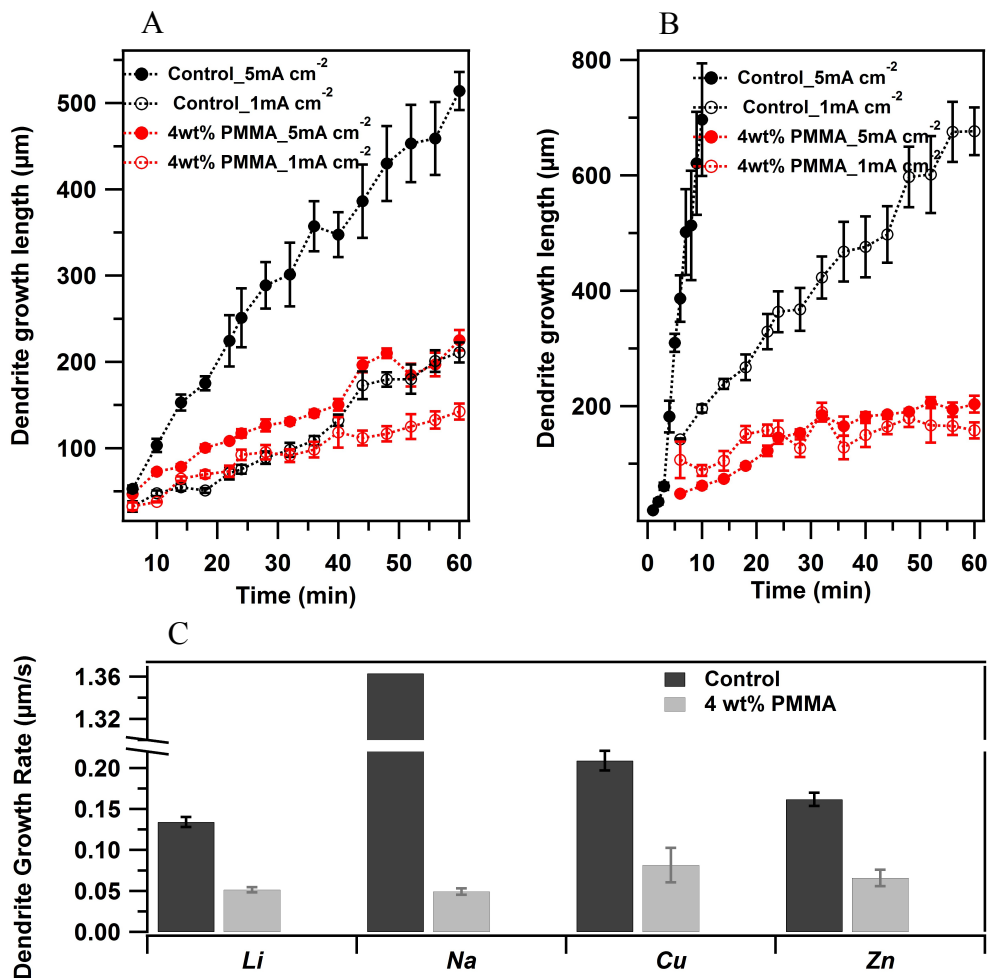 A
Control_5mA cm-2
Control_1mA cm-2
4wt% PMMA_5mA cm-2
4wt% PMMA_1mA cm-2
Dendrite growth length (µm)
500
400
300
200
100
10 20 30 40 50 60
Time (min)
B
Control_5mA cm-2
Control_1mA cm-2
4wt% PMMA_5mA cm-2
4wt% PMMA_1mA cm-2
Dendrite growth length (µm)
800
600
400
200
0 10 20 30 40 50 60
Time (min)
C
Control
4 wt% PMMA
Dendrite Growth Rate (µm/s)
1.36
1.32
0.20
0.15
0.10
0.05
0.00
Li Na Cu Zn